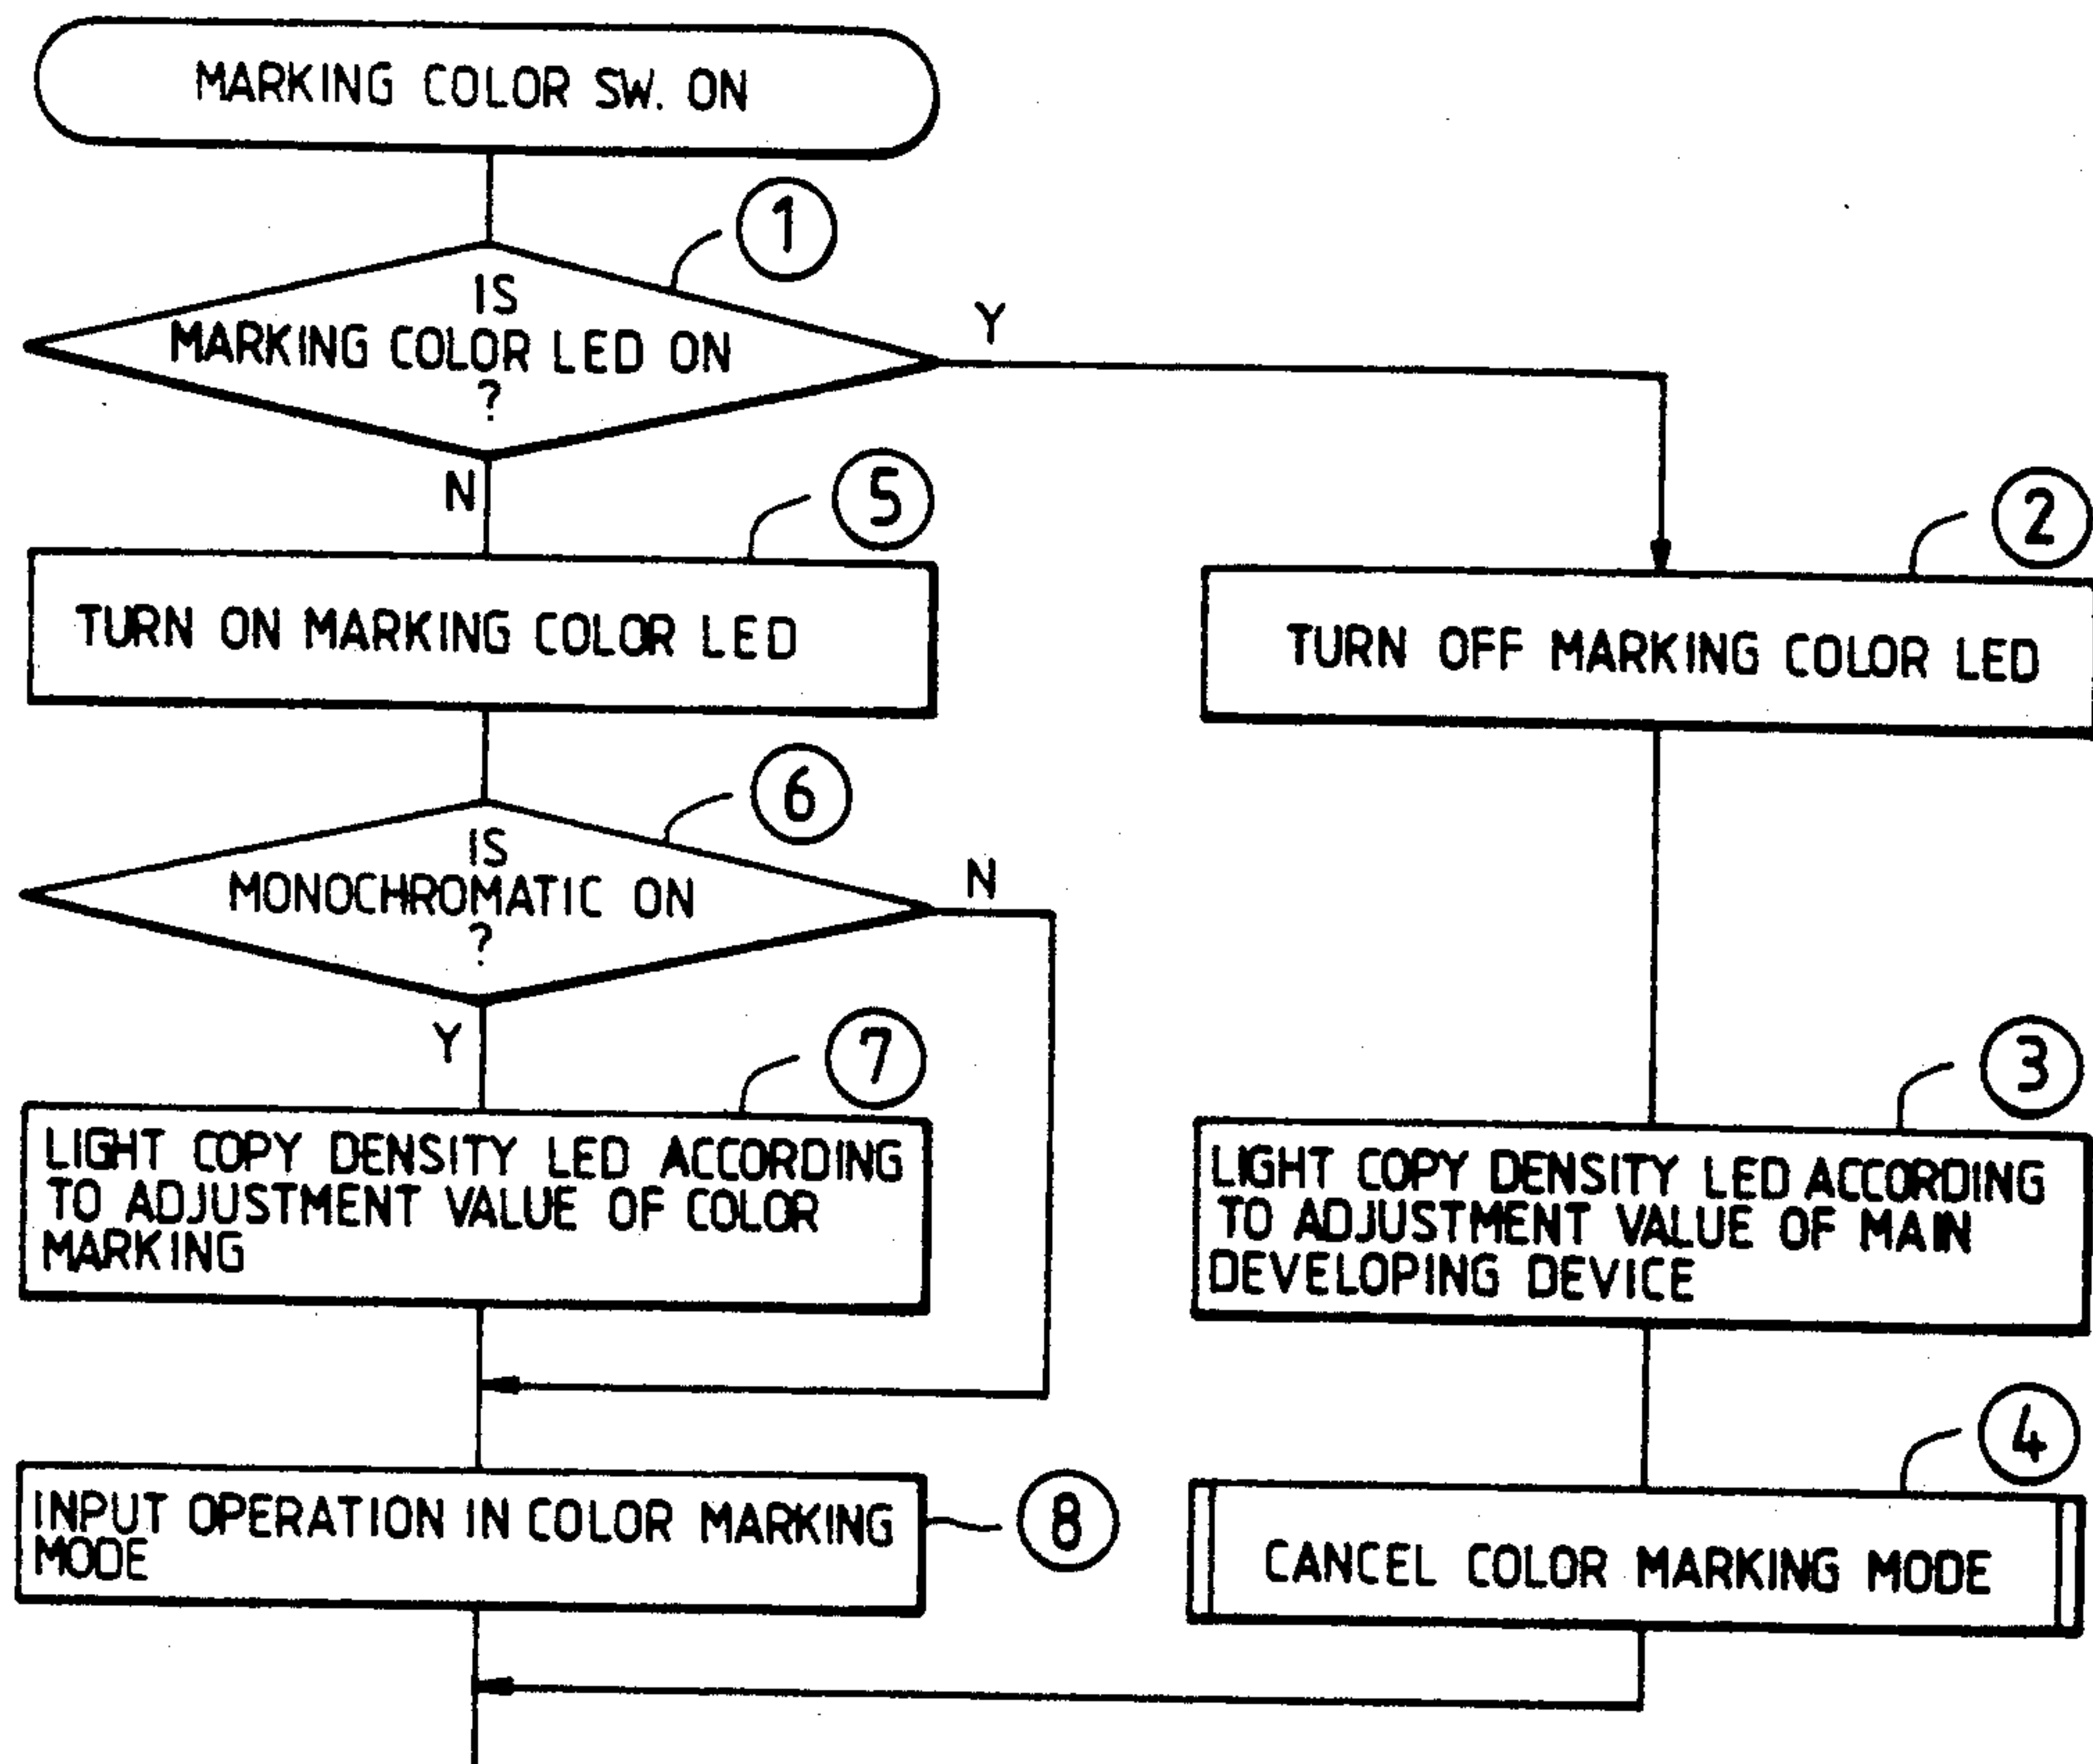 MARKING COLOR SW. ON
1
IS
MARKING COLOR LED ON
?
Y
N
5
TURN ON MARKING COLOR LED
2
TURN OFF MARKING COLOR LED
6
IS
MONOCHROMATIC ON
?
N
Y
7
LIGHT COPY DENSITY LED ACCORDING
TO ADJUSTMENT VALUE OF COLOR
MARKING
3
LIGHT COPY DENSITY LED ACCORDING
TO ADJUSTMENT VALUE OF MAIN
DEVELOPING DEVICE
8
INPUT OPERATION IN COLOR MARKING
MODE
4
CANCEL COLOR MARKING MODE